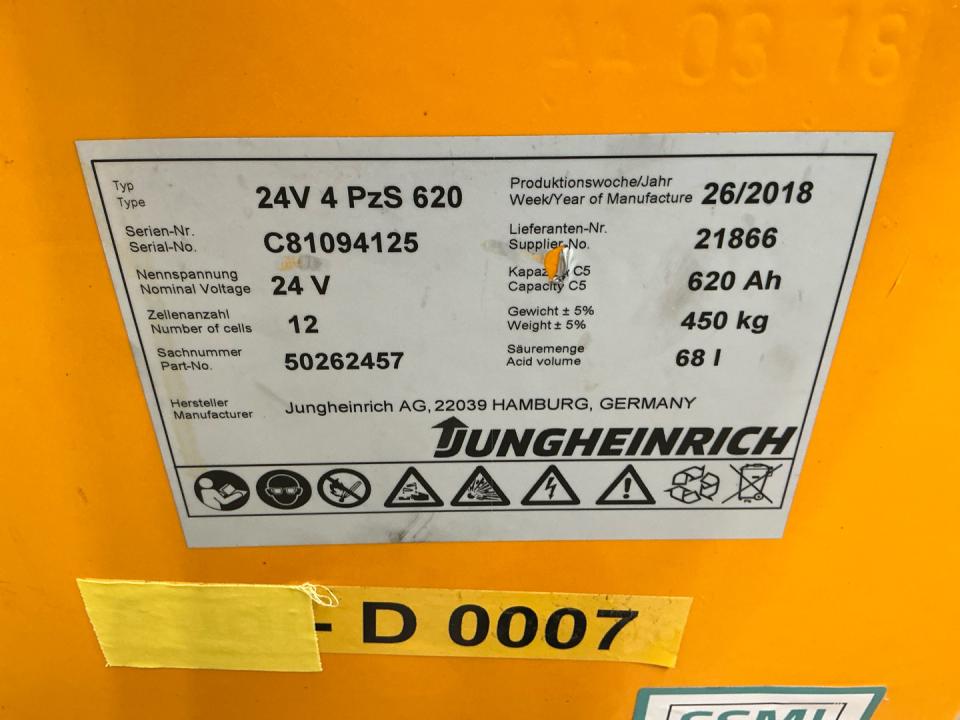 Typ
Type
24V 4 PzS 620
Produktionswoche/Jahr
Week/Year of Manufacture
26/2018
Serien-Nr.
Serial-No.
C81094125
Lieferanten-Nr.
Supplier-No.
21866
Nennspannung
Nominal Voltage
24 V
C5
Capacity C5
620 Ah
Zellenanzahl
Number of cells
12
Gewicht ± 5%
Weight ± 5%
450 kg
Sachnummer
Part-No.
50262457
Säuremenge
Acid volume
68 l
Hersteller
Manufacturer
Jungheinrich AG, 22039 HAMBURG, GERMANY
JUNGHEINRICH
- D 0007